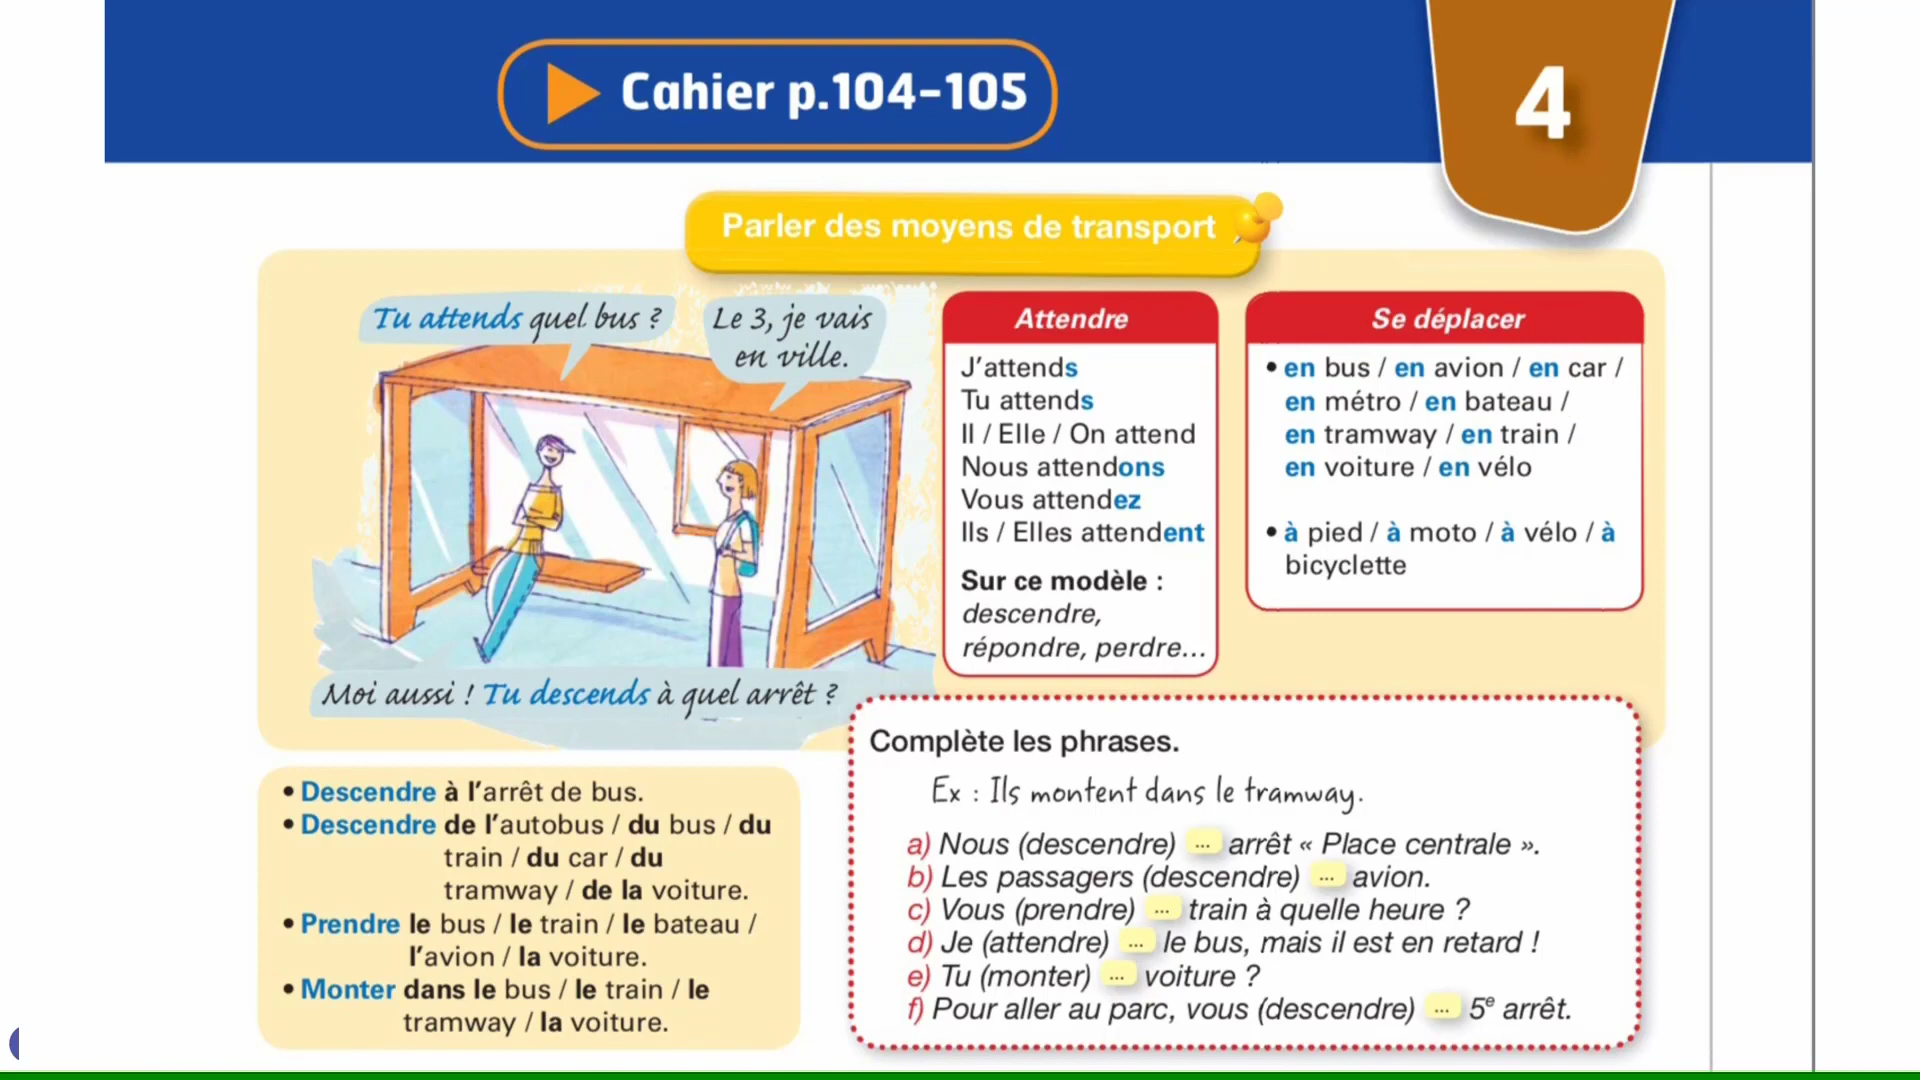 Cahier p.104-105
4
Parler des moyens de transport
Tu attends quel bus ?
Le 3, je vais
en ville.
Moi aussi ! Tu descends à quel arrêt ?
Attendre
J'attends
Tu attends
Il / Elle / On attend
Nous attendons
Vous attendez
Ils / Elles attendent
Sur ce modèle :
descendre,
répondre, perdre...
Se déplacer
• en bus / en avion / en car /
en métro / en bateau /
en tramway / en train /
en voiture / en vélo
• à pied / à moto / à vélo / à
bicyclette
• Descendre à l'arrêt de bus.
• Descendre de l'autobus / du bus / du
train / du car / du
tramway / de la voiture.
• Prendre le bus / le train / le bateau /
l'avion / la voiture.
• Monter dans le bus / le train / le
tramway / la voiture.
Complète les phrases.
Ex : Ils montent dans le tramway.
a) Nous (descendre) ... arrêt « Place centrale ».
b) Les passagers (descendre) ... avion.
c) Vous (prendre) ... train à quelle heure ?
d) Je (attendre) ... le bus, mais il est en retard !
e) Tu (monter) ... voiture ?
f) Pour aller au parc, vous (descendre) ... 5e arrêt.